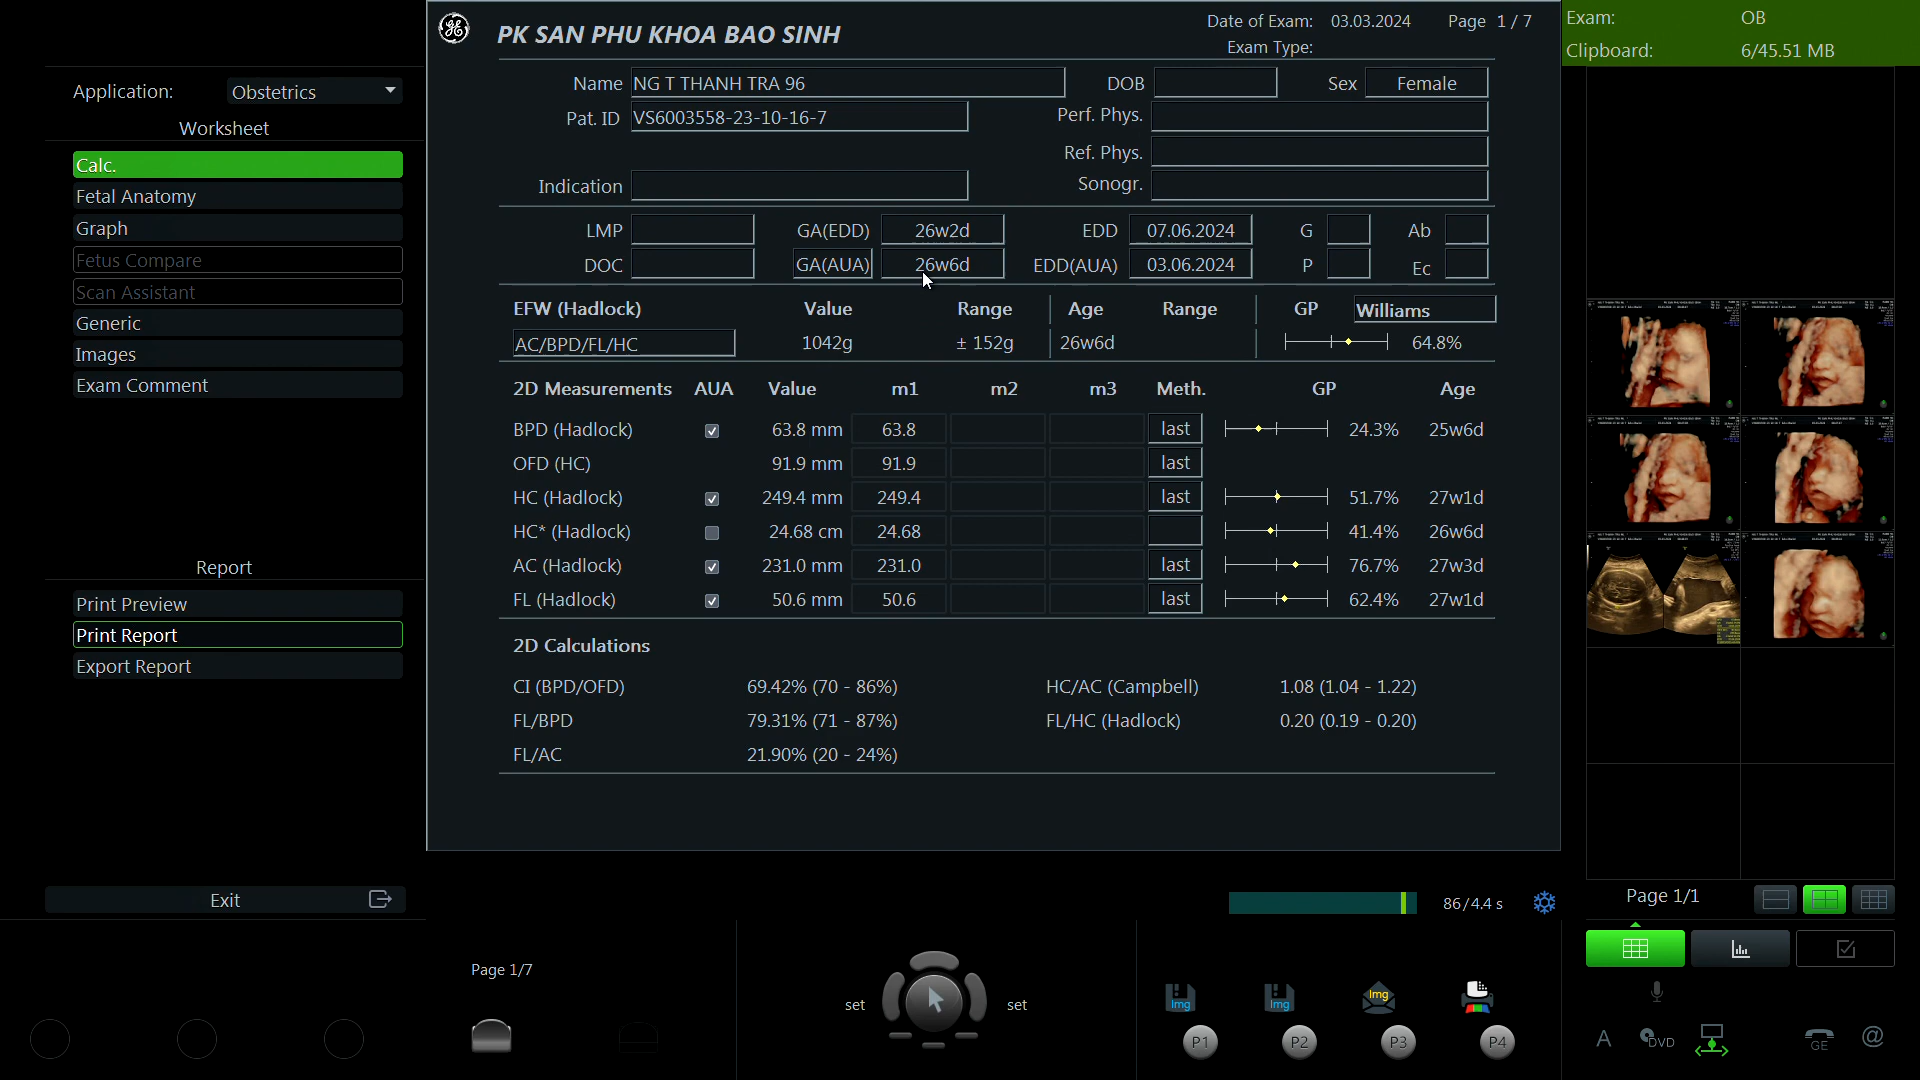 PK SAN PHU KHOA BAO SINH
Date of Exam: 03.03.2024 Page 1 / 7
Exam Type:
Exam: OB
Clipboard: 6/45.51 MB
Application: Obstetrics
Worksheet
Calc.
Fetal Anatomy
Graph
Fetus Compare
Scan Assistant
Generic
Images
Exam Comment
Report
Print Preview
Print Report
Export Report
Exit
Name NG T THANH TRA 96 DOB Sex Female
Pat. ID VS6003558-23-10-16-7 Perf. Phys.
Ref. Phys.
Indication Sonogr.
LMP GA(EDD) 26w2d EDD 07.06.2024 G Ab
DOC GA(AUA) 26w6d EDD(AUA) 03.06.2024 P Ec
EFW (Hadlock) Value Range Age Range GP Williams
AC/BPD/FL/HC 1042g ± 152g 26w6d 64.8%
2D Measurements AUA Value m1 m2 m3 Meth. GP Age
BPD (Hadlock) 63.8 mm 63.8 last 24.3% 25w6d
OFD (HC) 91.9 mm 91.9 last
HC (Hadlock) 249.4 mm 249.4 last 51.7% 27w1d
HC* (Hadlock) 24.68 cm 24.68 41.4% 26w6d
AC (Hadlock) 231.0 mm 231.0 last 76.7% 27w3d
FL (Hadlock) 50.6 mm 50.6 last 62.4% 27w1d
2D Calculations
CI (BPD/OFD) 69.42% (70 - 86%) HC/AC (Campbell) 1.08 (1.04 - 1.22)
FL/BPD 79.31% (71 - 87%) FL/HC (Hadlock) 0.20 (0.19 - 0.20)
FL/AC 21.90% (20 - 24%)
86/4.4 s
Page 1/1
Page 1/7
set set
Img Img Img
P1 P2 P3 P4
A DVD GE @